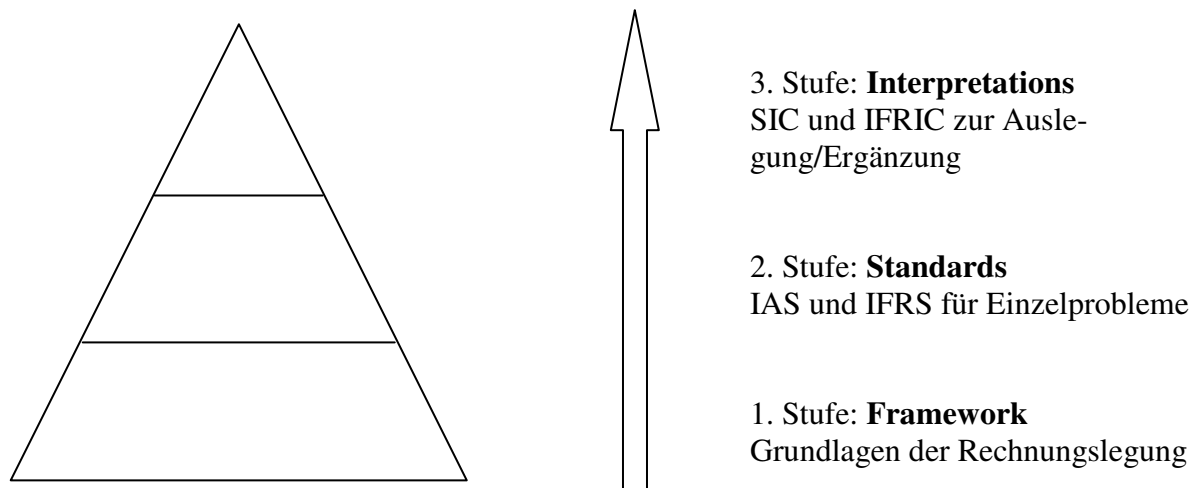 3. Stufe: Interpretations
SIC und IFRIC zur Ausle-
gung/Ergänzung
2. Stufe: Standards
IAS und IFRS für Einzelprobleme
1. Stufe: Framework
Grundlagen der Rechnungslegung